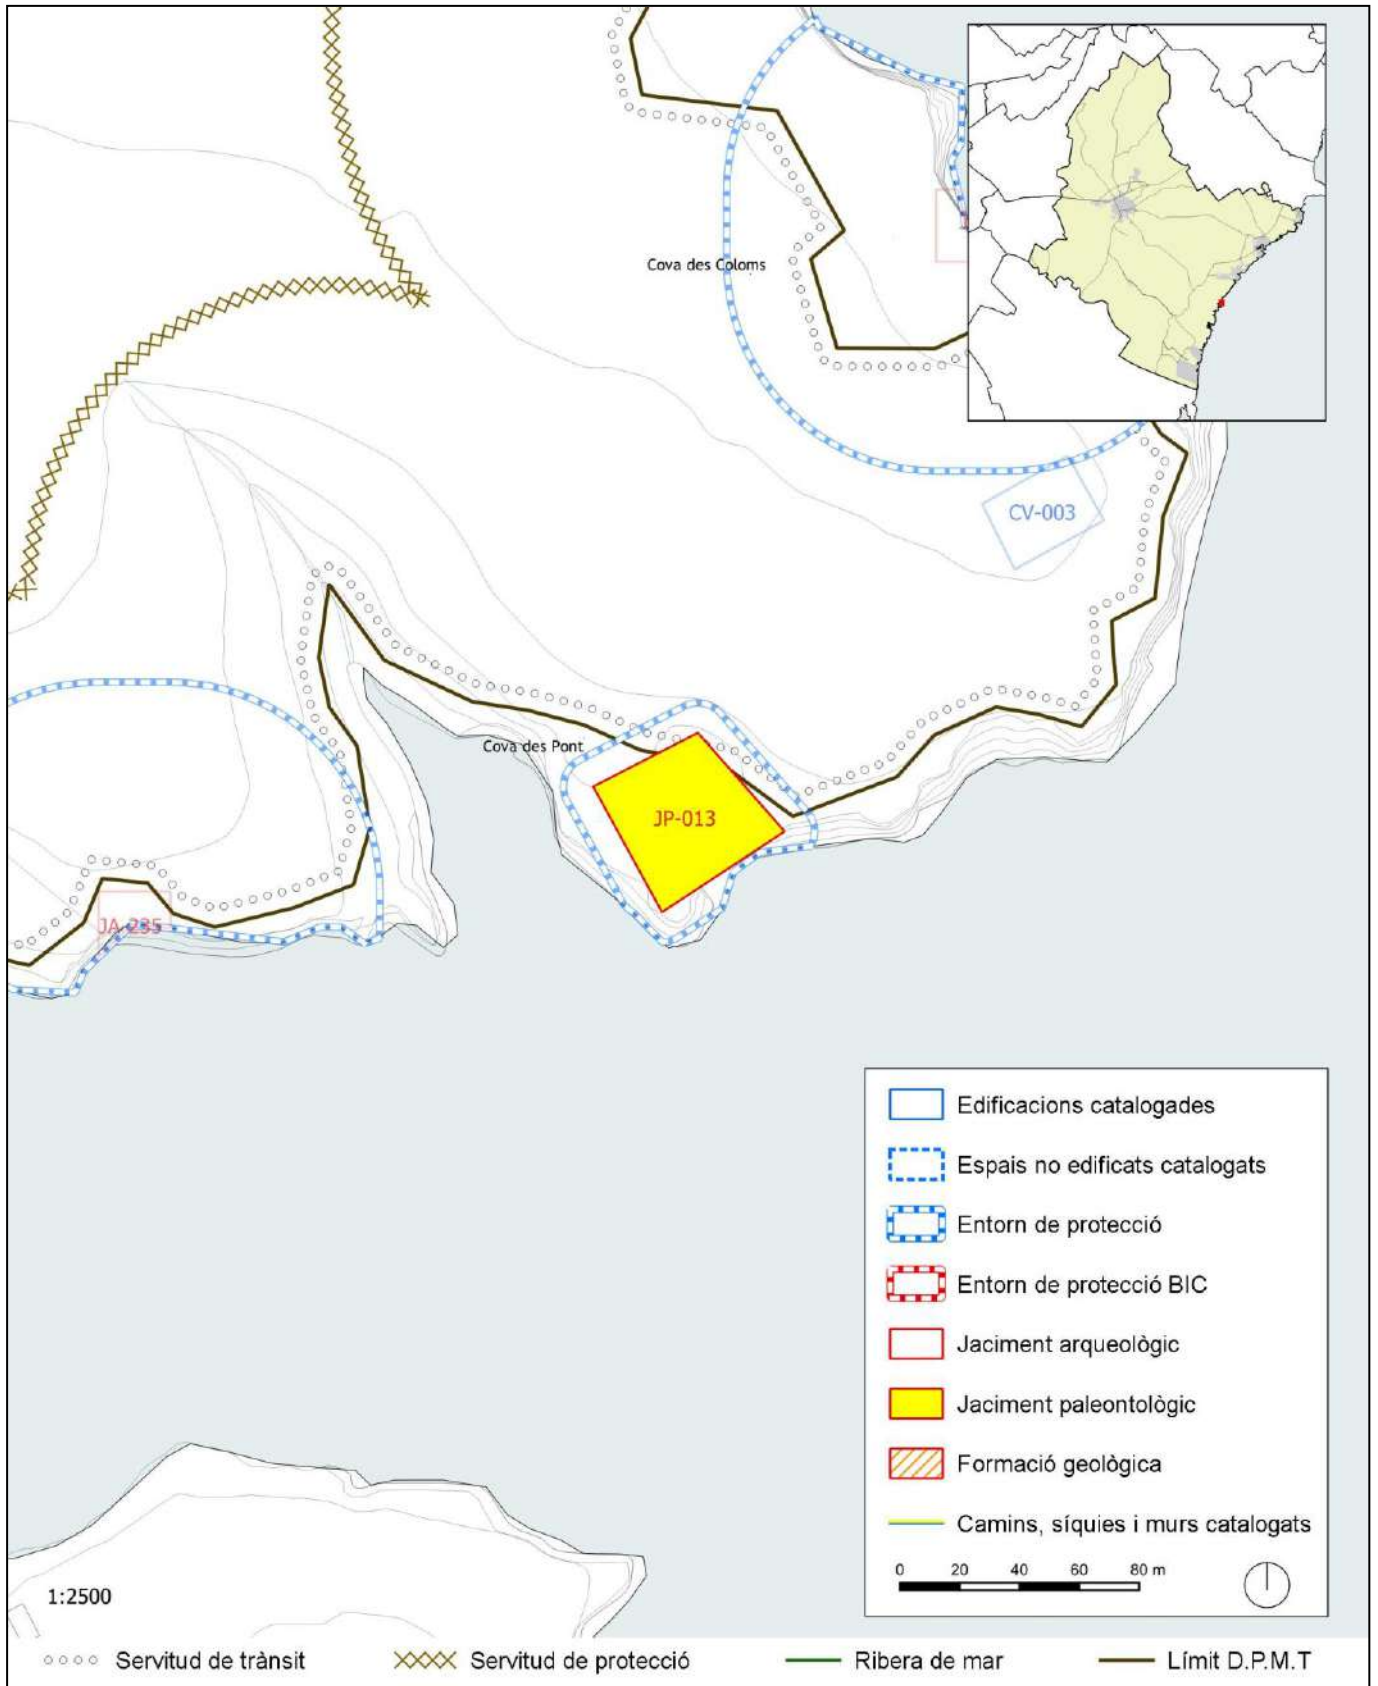 Cova des Coloms
CV-003
Cova des Pont
JP-013
JA-235
Edificacions catalogades
Espais no edificats catalogats
Entorn de protecció
Entorn de protecció BIC
Jaciment arqueològic
Jaciment paleontològic
Formació geològica
Camins, síquies i murs catalogats
0 20 40 60 80 m
1:2500
Servitud de trànsit Servitud de protecció Ribera de mar Límit D.P.M.T